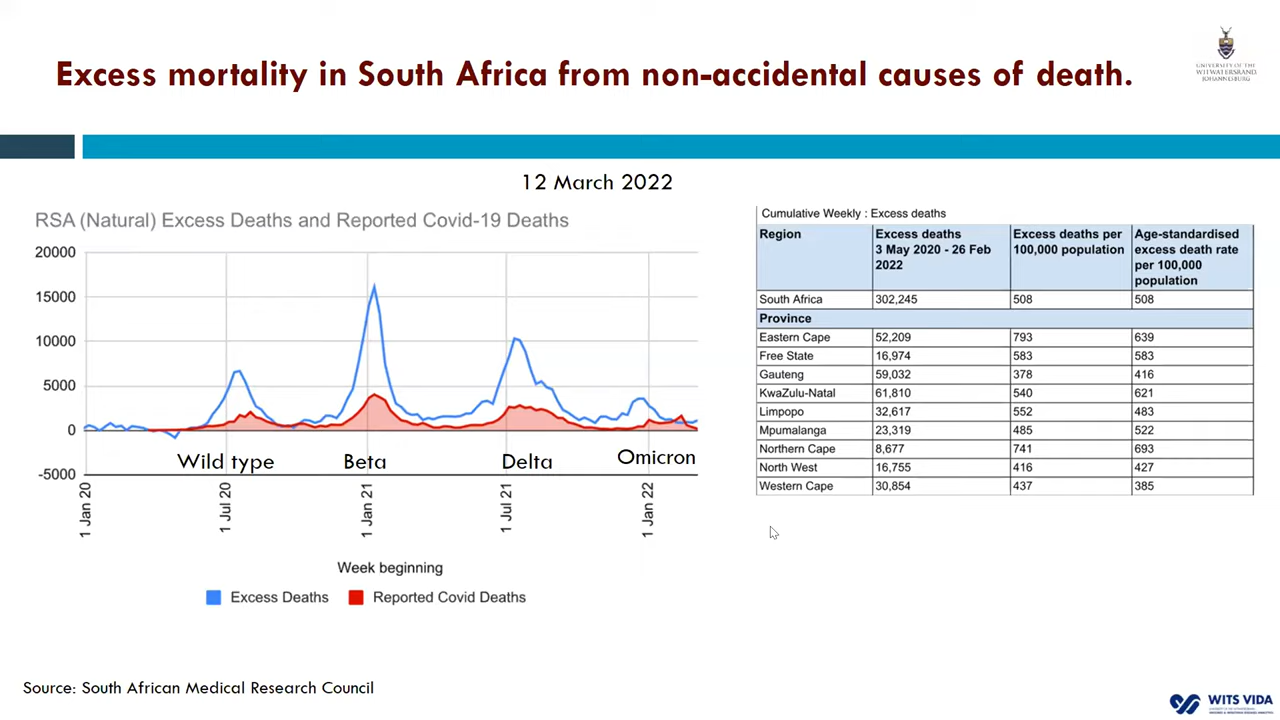 Excess mortality in South Africa from non-accidental causes of death.
UNIVERSITY OF THE
WITWATERSRAND
JOHANNESBURG
12 March 2022
RSA (Natural) Excess Deaths and Reported Covid-19 Deaths
20000
15000
10000
5000
0
-5000
Wild type
Beta
Delta
Omicron
1 Jan 20
1 Jul 20
1 Jan 21
1 Jul 21
1 Jan 22
Week beginning
Excess Deaths
Reported Covid Deaths
Cumulative Weekly : Excess deaths
Region Excess deaths Excess deaths per Age-standardised
3 May 2020 - 26 Feb 100,000 population excess death rate
2022 per 100,000
population
South Africa 302,245 508 508
Province
Eastern Cape 52,209 793 639
Free State 16,974 583 583
Gauteng 59,032 378 416
KwaZulu-Natal 61,810 540 621
Limpopo 32,617 552 483
Mpumalanga 23,319 485 522
Northern Cape 8,677 741 693
North West 16,755 416 427
Western Cape 30,854 437 385
Source: South African Medical Research Council
WITS VIDA